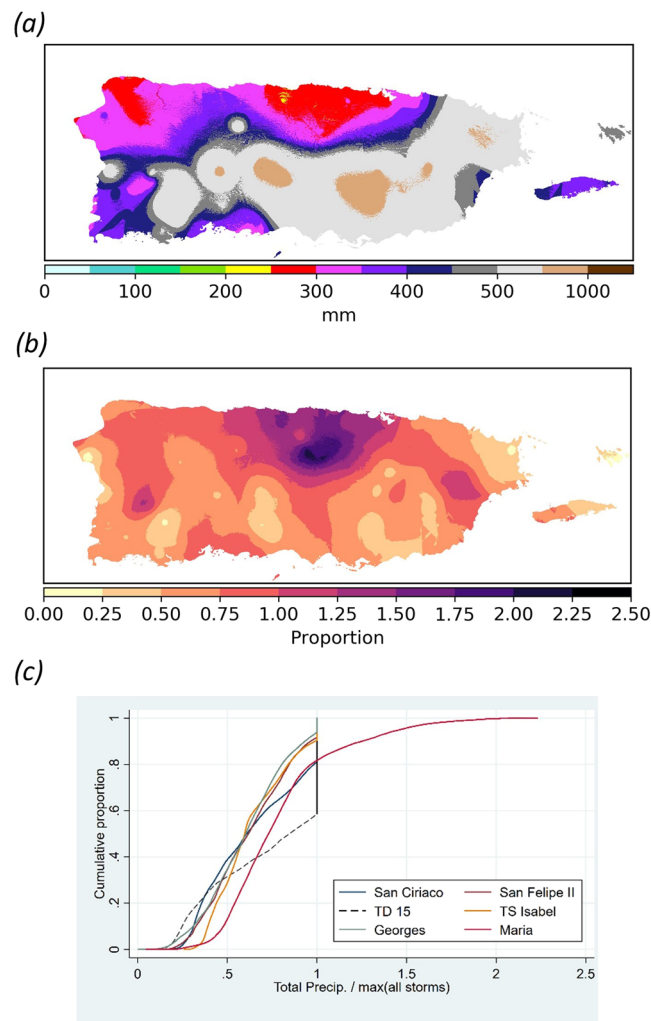 (a)
0 100 200 300 400 500 1000
mm
(b)
0.00 0.25 0.50 0.75 1.00 1.25 1.50 1.75 2.00 2.25 2.50
Proportion
(c)
Cumulative proportion
1
.8
.6
.4
.2
0
San Ciriaco San Felipe II
TD 15 TS Isabel
Georges Maria
0 .5 1 1.5 2 2.5
Total Precip. / max(all storms)